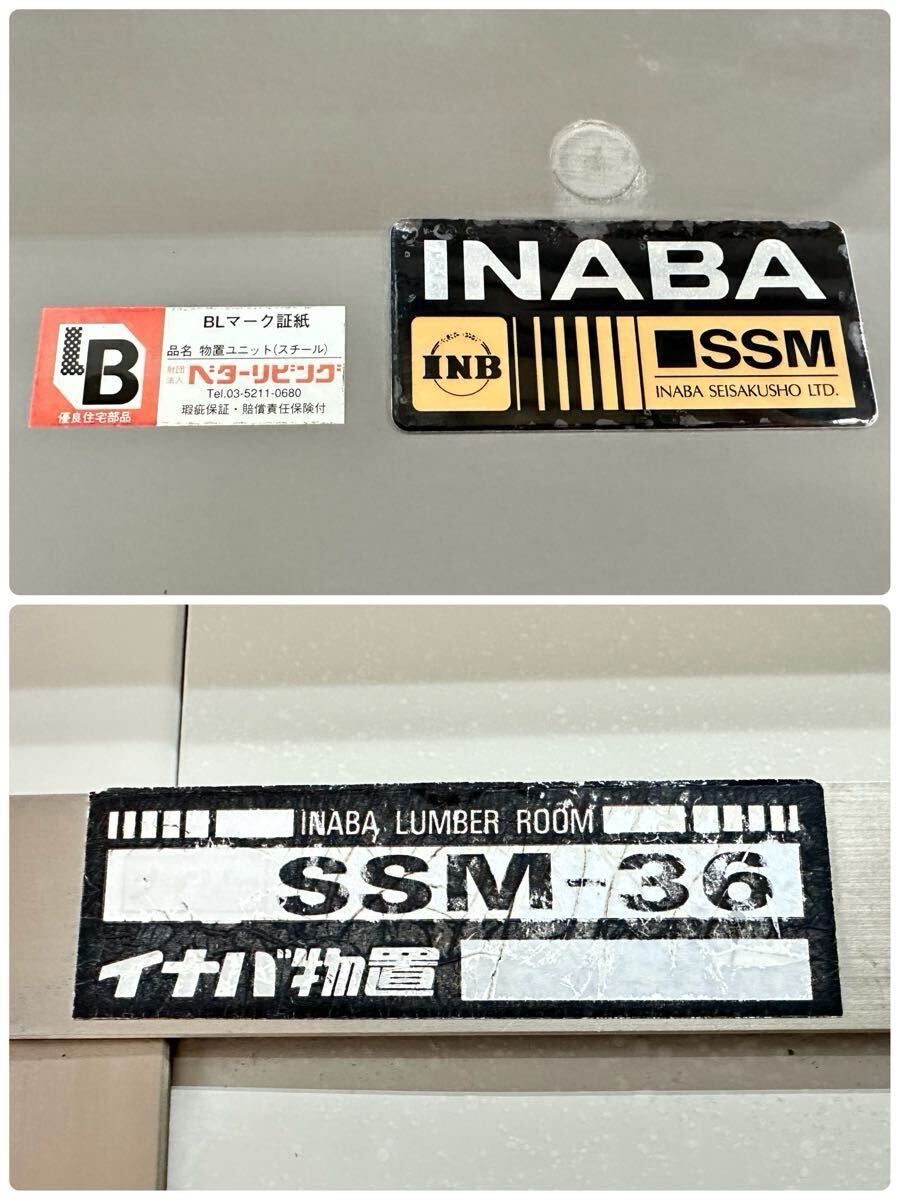 BLマーク証紙
品名 物置ユニット(スチール)
財団法人 ベターリビング
Tel.03-5211-0680
瑕疵保証・賠償責任保険付
LB
優良住宅部品
INABA
INB
■SSM
INABA SEISAKUSHO LTD.
INABA LUMBER ROOM
SSM-36
イナバ物置